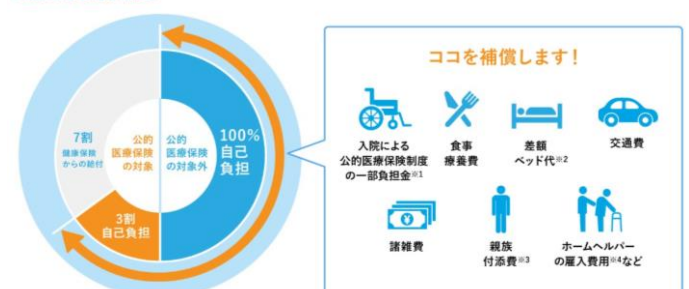 7割
健康保険
からの給付
公的
医療保険
の対象
公的
医療保険
の対象外
100%
自己
負担
3割
自己負担
ココを補償します！
入院による
公的医療保険制度
の一部負担金※1
食事
療養費
差額
ベッド代※2
交通費
諸雑費
親族
付添費※3
ホームヘルパー
の雇入費用※4など